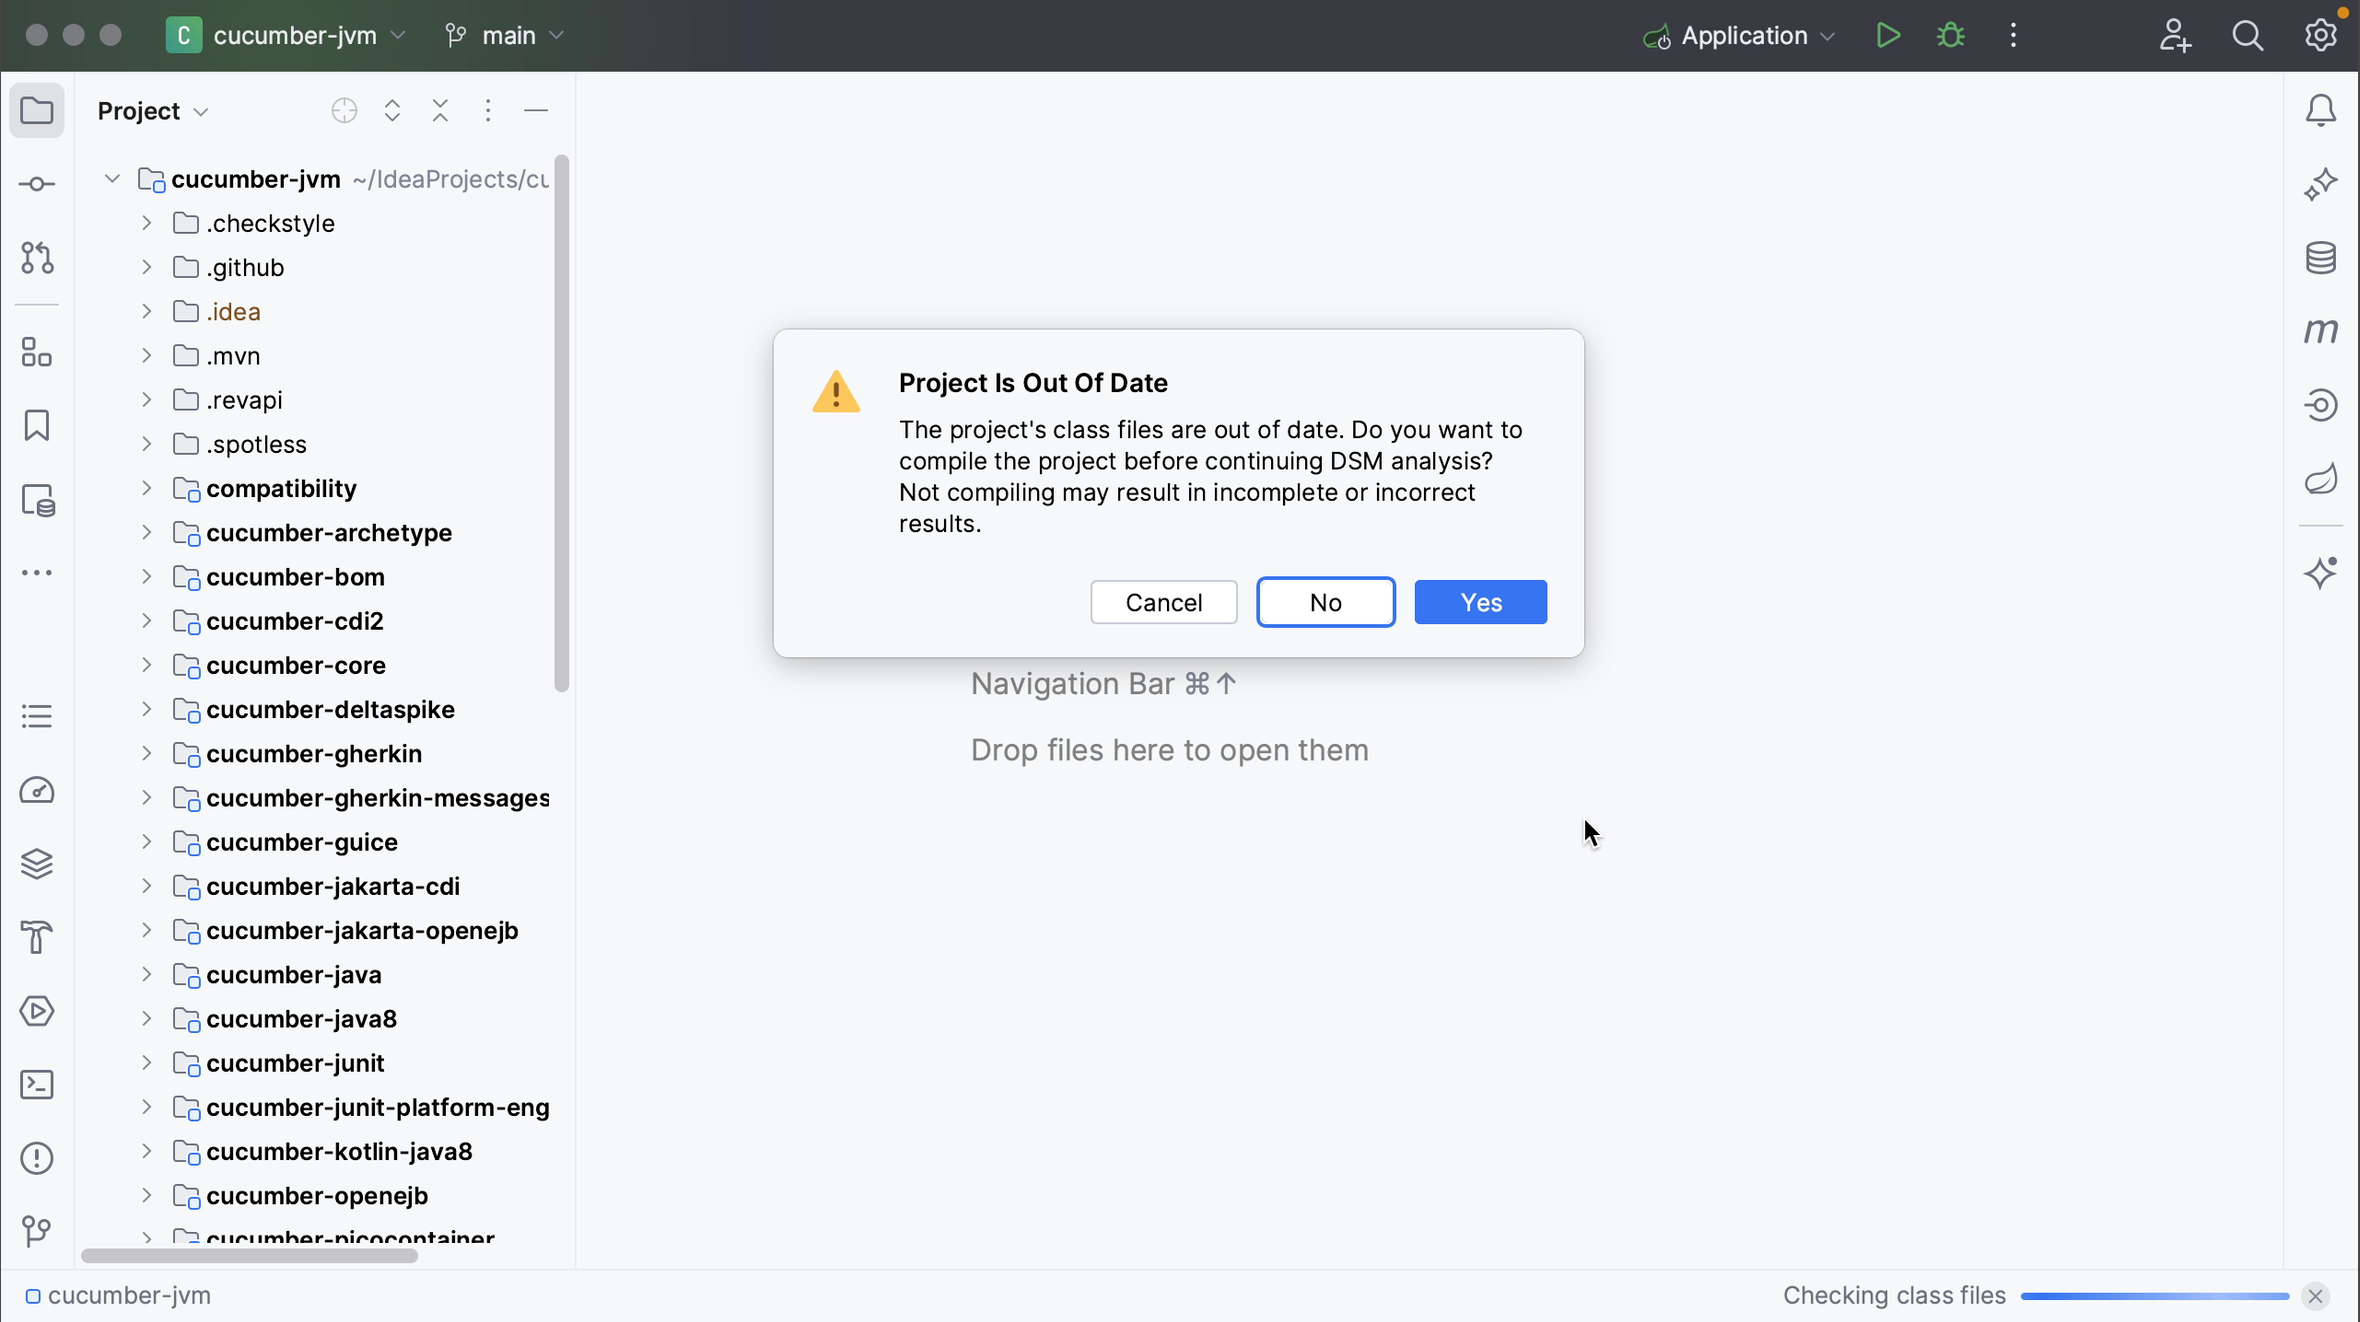 C cucumber-jvm main Application
Project
cucumber-jvm ~/IdeaProjects/cu
.checkstyle
.github
.idea
.mvn
.revapi
.spotless
compatibility
cucumber-archetype
cucumber-bom
cucumber-cdi2
cucumber-core
cucumber-deltaspike
cucumber-gherkin
cucumber-gherkin-messages
cucumber-guice
cucumber-jakarta-cdi
cucumber-jakarta-openejb
cucumber-java
cucumber-java8
cucumber-junit
cucumber-junit-platform-eng
cucumber-kotlin-java8
cucumber-openejb
cucumber-picocontainer
Project Is Out Of Date
The project's class files are out of date. Do you want to
compile the project before continuing DSM analysis?
Not compiling may result in incomplete or incorrect
results.
Cancel No Yes
Navigation Bar ⌘↑
Drop files here to open them
m
cucumber-jvm
Checking class files